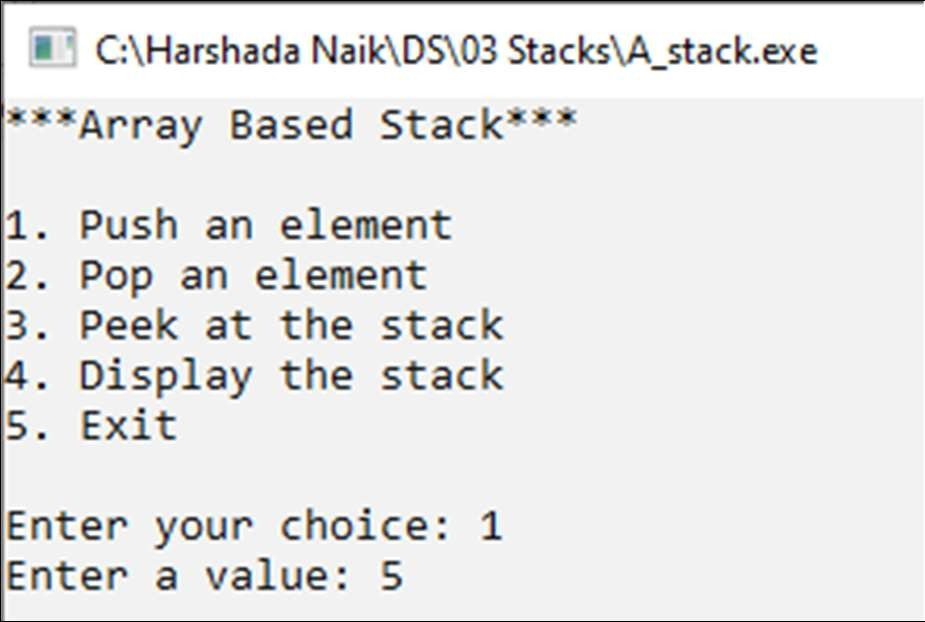 C:\Harshada Naik\DS\03 Stacks\A_stack.exe
***Array Based Stack***
1. Push an element
2. Pop an element
3. Peek at the stack
4. Display the stack
5. Exit
Enter your choice: 1
Enter a value: 5